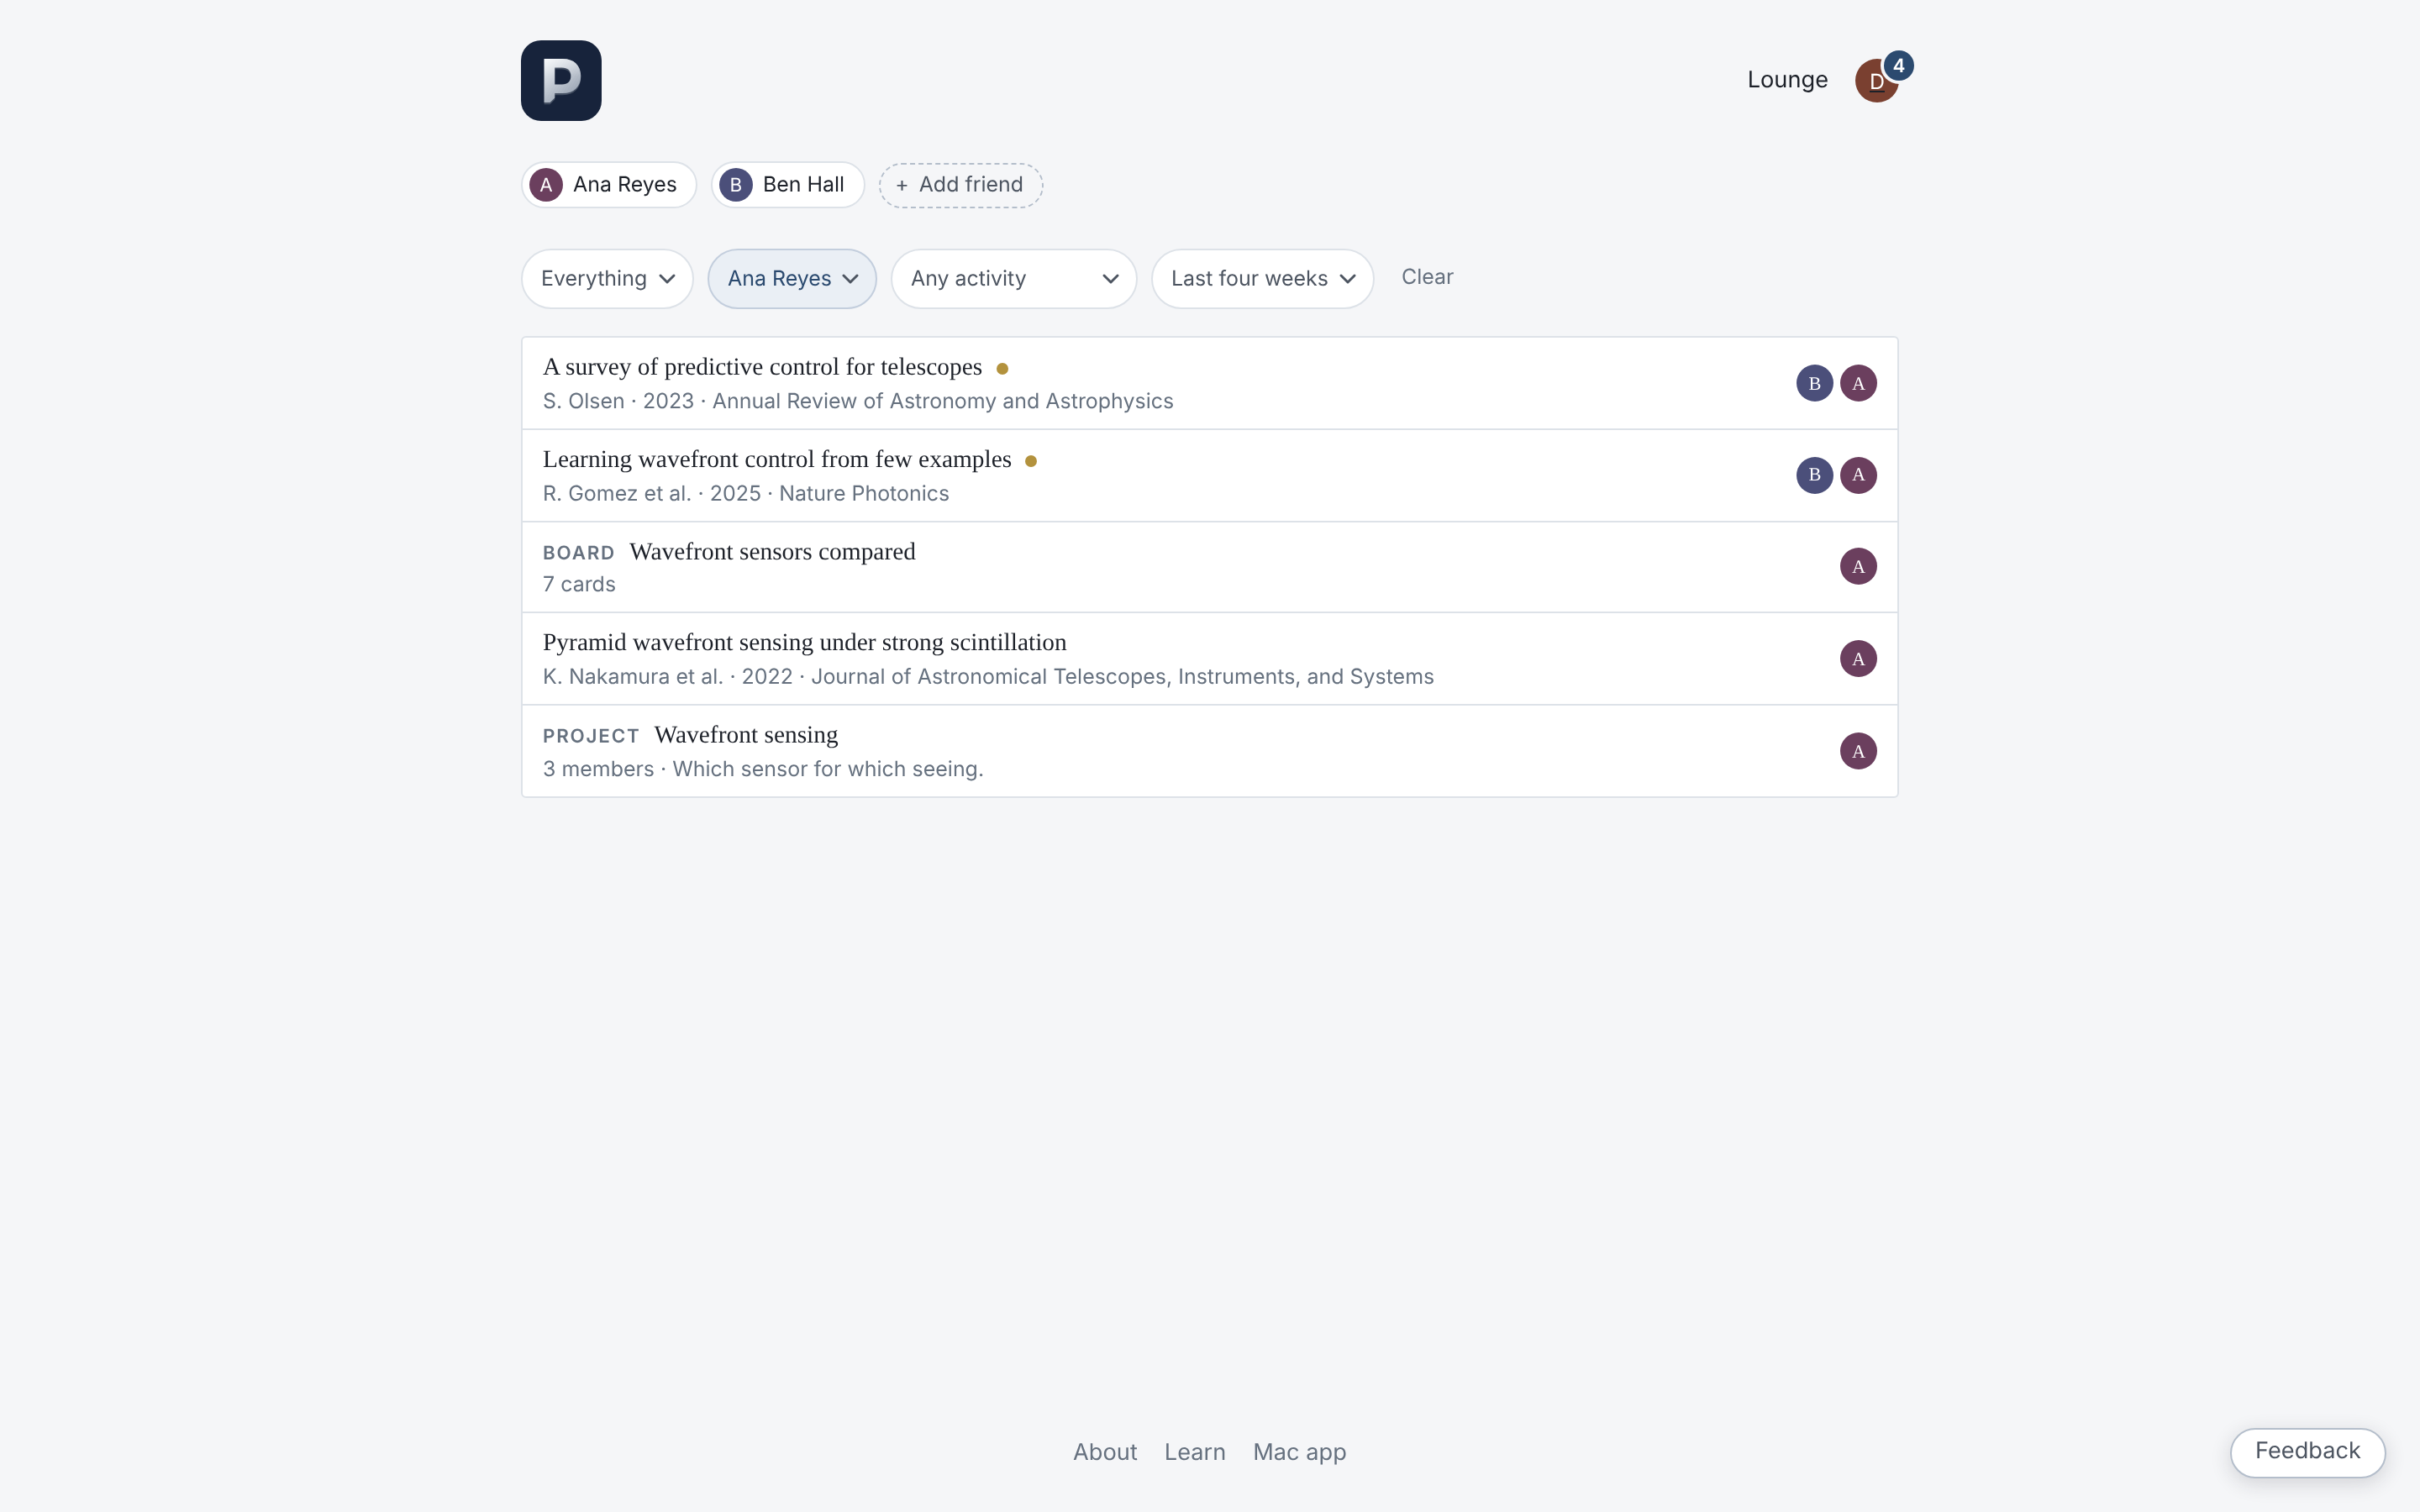 P
Lounge D 4
A Ana Reyes B Ben Hall + Add friend
Everything Ana Reyes Any activity Last four weeks Clear
A survey of predictive control for telescopes
S. Olsen · 2023 · Annual Review of Astronomy and Astrophysics
B A
Learning wavefront control from few examples
R. Gomez et al. · 2025 · Nature Photonics
B A
BOARD Wavefront sensors compared
7 cards
A
Pyramid wavefront sensing under strong scintillation
K. Nakamura et al. · 2022 · Journal of Astronomical Telescopes, Instruments, and Systems
A
PROJECT Wavefront sensing
3 members · Which sensor for which seeing.
A
About Learn Mac app
Feedback